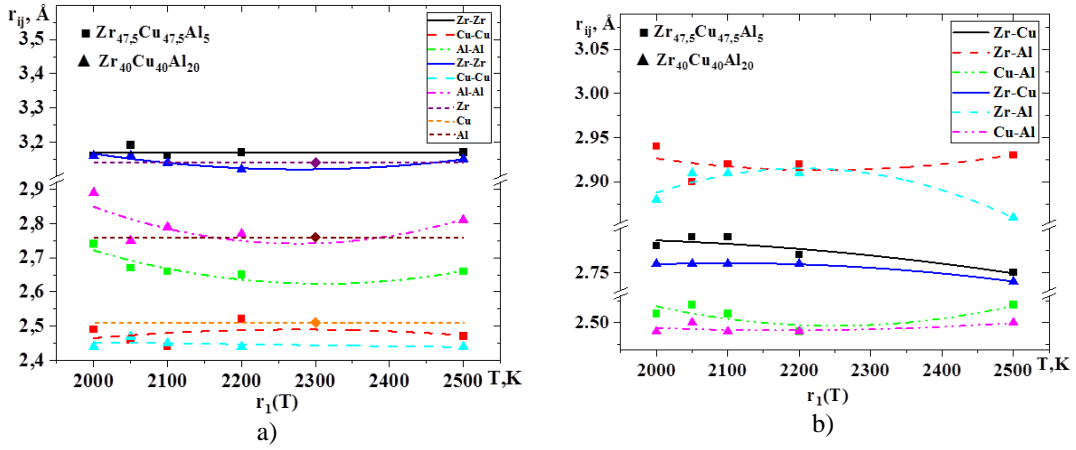 r_ij, Å
3,5
3,4
3,3
3,2
2,9
2,8
2,7
2,6
2,5
2,4
2000
2100
2200
2300
2400
2500
T,K
r₁(T)
Zr₄₇,₅Cu₄₇,₅Al₅
Zr₄₀Cu₄₀Al₂₀
Zr-Zr
Cu-Cu
Al-Al
Zr-Zr
Cu-Cu
Al-Al
Zr
Cu
Al
a)
r_ij, Å
3.05
3.00
2.95
2.90
2.75
2.50
2000
2100
2200
2300
2400
2500
T,K
r₁(T)
Zr₄₇,₅Cu₄₇,₅Al₅
Zr₄₀Cu₄₀Al₂₀
Zr-Cu
Zr-Al
Cu-Al
Zr-Cu
Zr-Al
Cu-Al
b)